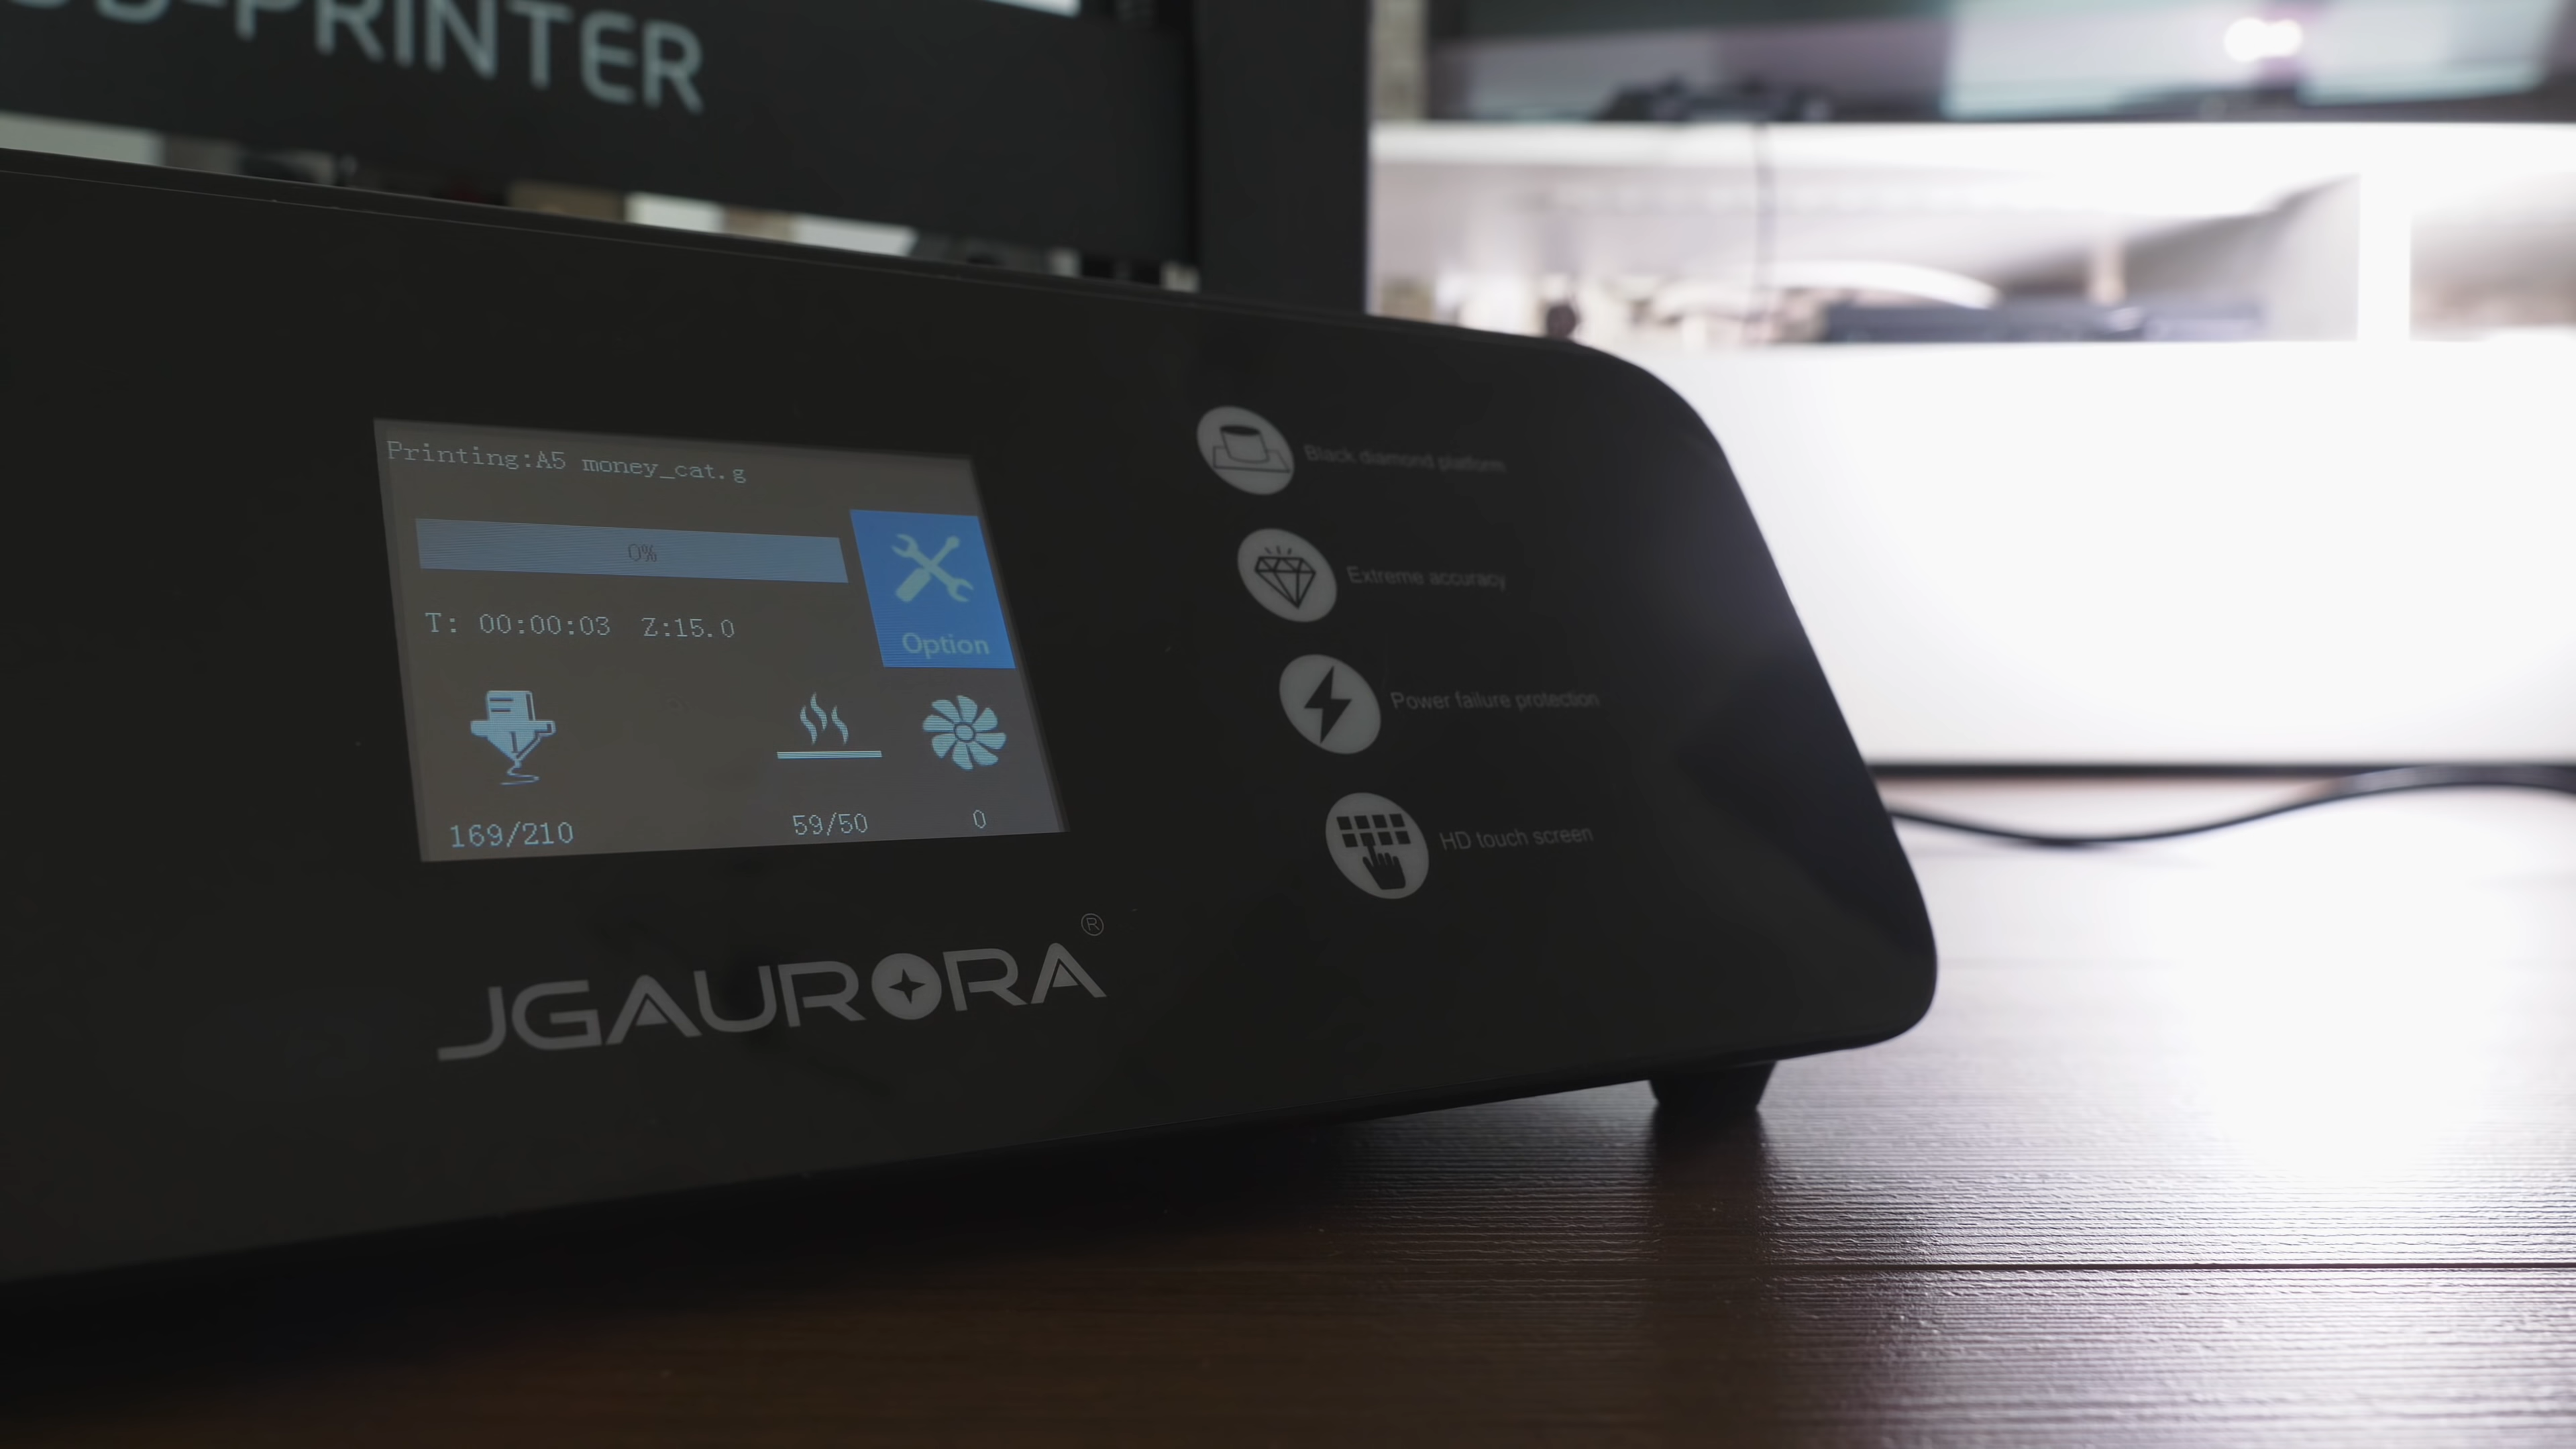 -PRINTER
Printing:A5 money_cat.g
0%
T: 00:00:03 Z:15.0
Option
169/210
59/50
0
Black diamond platform
Extreme accuracy
Power failure protection
HD touch screen
JGAURORA®